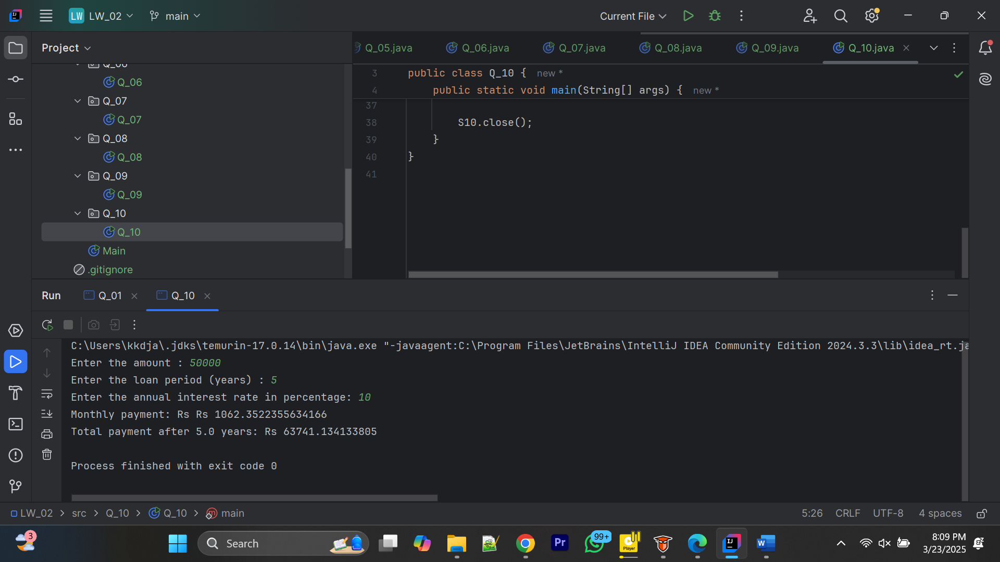 LW LW_02 main Current File
Project
Q_05.java Q_06.java Q_07.java Q_08.java Q_09.java Q_10.java
Q_06
Q_06
Q_07
Q_07
Q_08
Q_08
Q_09
Q_09
Q_10
Q_10
Main
.gitignore
3 public class Q_10 { new *
4 public static void main(String[] args) { new *
37
38 S10.close();
39 }
40 }
41
Run Q_01 Q_10
C:\Users\kkdja\.jdks\temurin-17.0.14\bin\java.exe "-javaagent:C:\Program Files\JetBrains\IntelliJ IDEA Community Edition 2024.3.3\lib\idea_rt.ja
Enter the amount : 50000
Enter the loan period (years) : 5
Enter the annual interest rate in percentage: 10
Monthly payment: Rs Rs 1062.3522355634166
Total payment after 5.0 years: Rs 63741.134133805
Process finished with exit code 0
LW_02 > src > Q_10 > Q_10 > main 5:26 CRLF UTF-8 4 spaces
3 Search Pr 99+ Player IJ W 8:09 PM
3/23/2025